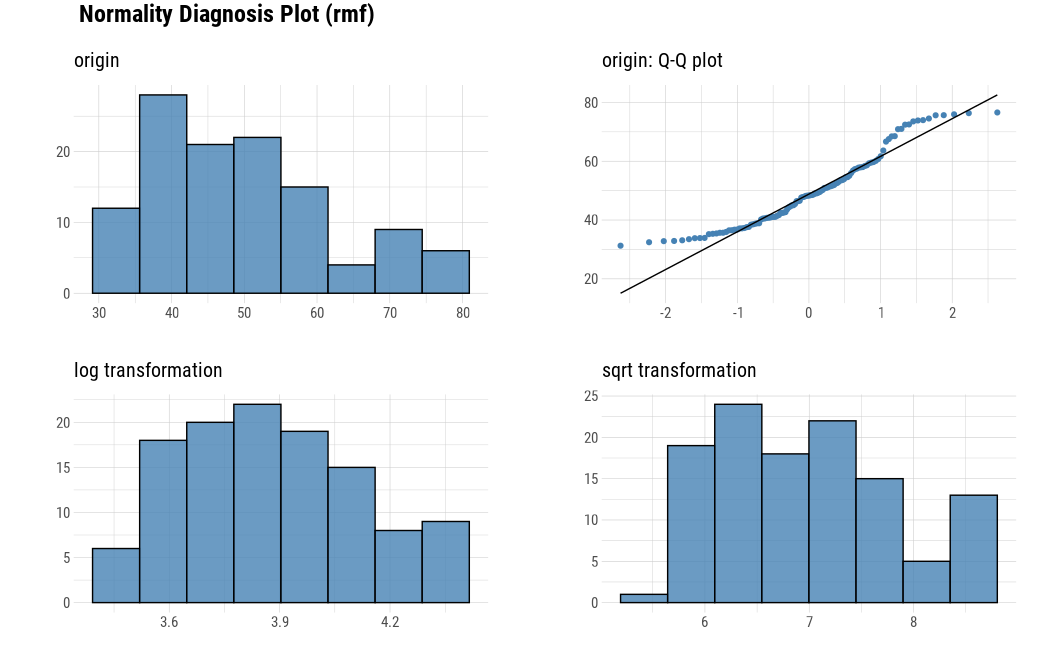 Normality Diagnosis Plot (rmf)
origin
20
10
0
30 40 50 60 70 80
origin: Q-Q plot
80
60
40
20
-2 -1 0 1 2
log transformation
20
15
10
5
0
3.6 3.9 4.2
sqrt transformation
25
20
15
10
5
0
6 7 8